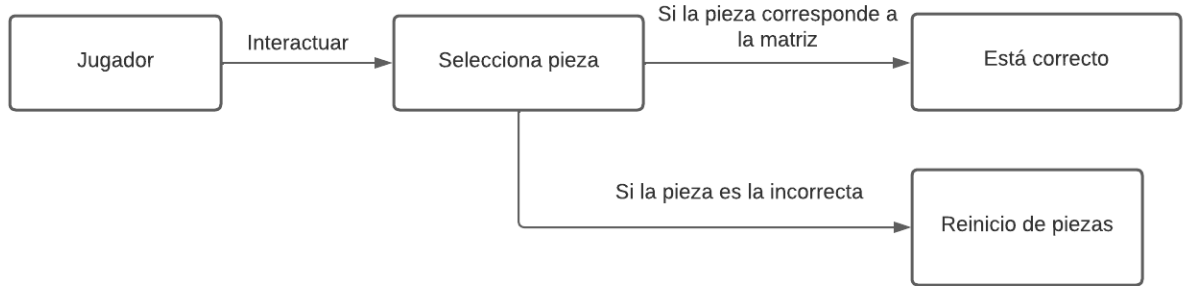 Jugador
Interactuar
Selecciona pieza
Si la pieza corresponde a
la matriz
Está correcto
Si la pieza es la incorrecta
Reinicio de piezas